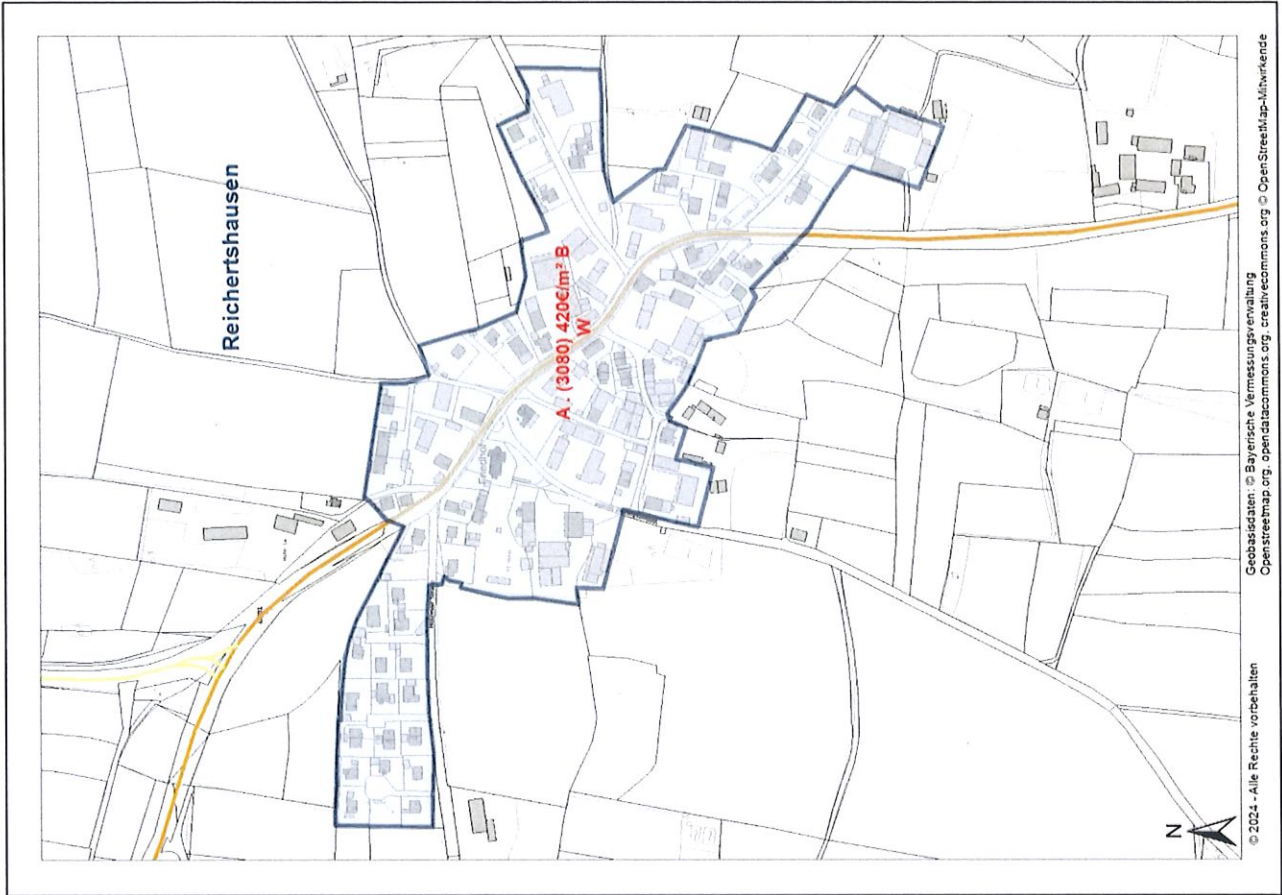 Reichertshausen
A . (3080) 420€/m² B
W
Friedhof
N
© 2024 - Alle Rechte vorbehalten
Geobasisdaten: © Bayerische Vermessungsverwaltung
Openstreetmap.org, opendatacommons.org, creativecommons.org © OpenStreetMap-Mitwirkende